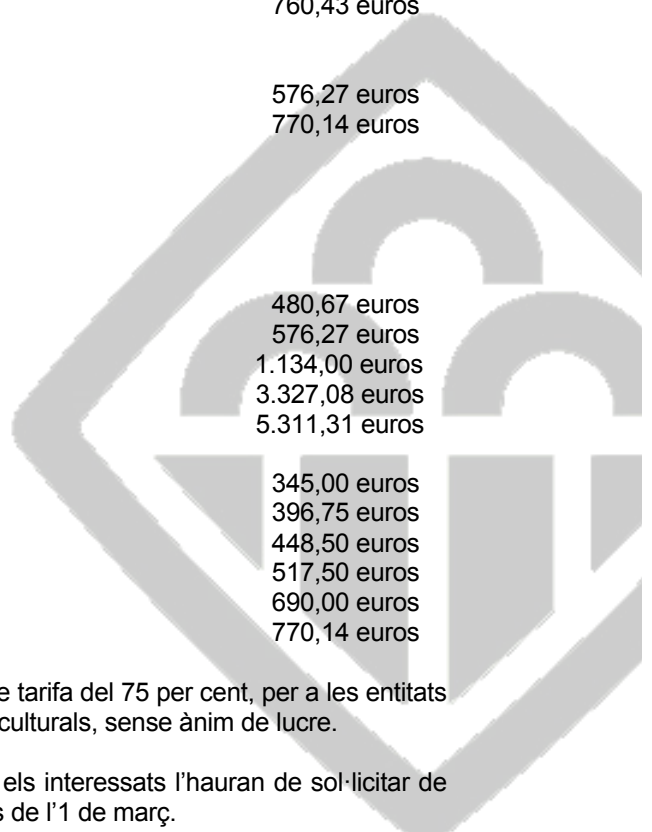 760,43 euros
576,27 euros
770,14 euros
480,67 euros
576,27 euros
1.134,00 euros
3.327,08 euros
5.311,31 euros
345,00 euros
396,75 euros
448,50 euros
517,50 euros
690,00 euros
770,14 euros
e tarifa del 75 per cent, per a les entitats
culturals, sense ànim de lucre.
els interessats l’hauran de sol·licitar de
s de l’1 de març.